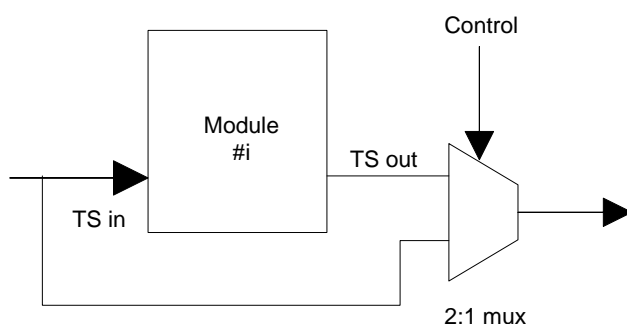 Control
Module
#i
TS out
TS in
2:1 mux